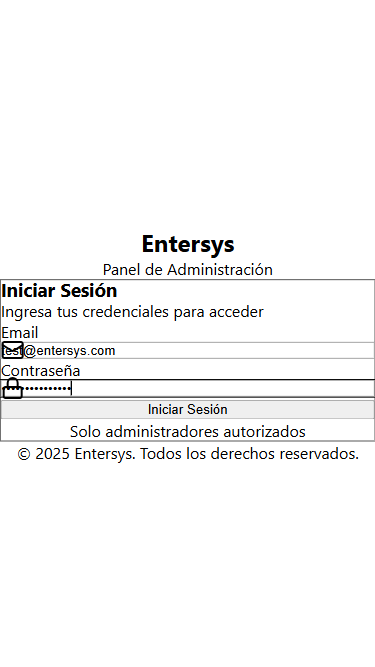 Entersys
Panel de Administración
Iniciar Sesión
Ingresa tus credenciales para acceder
Email
test@entersys.com
Contraseña
Iniciar Sesión
Solo administradores autorizados
© 2025 Entersys. Todos los derechos reservados.